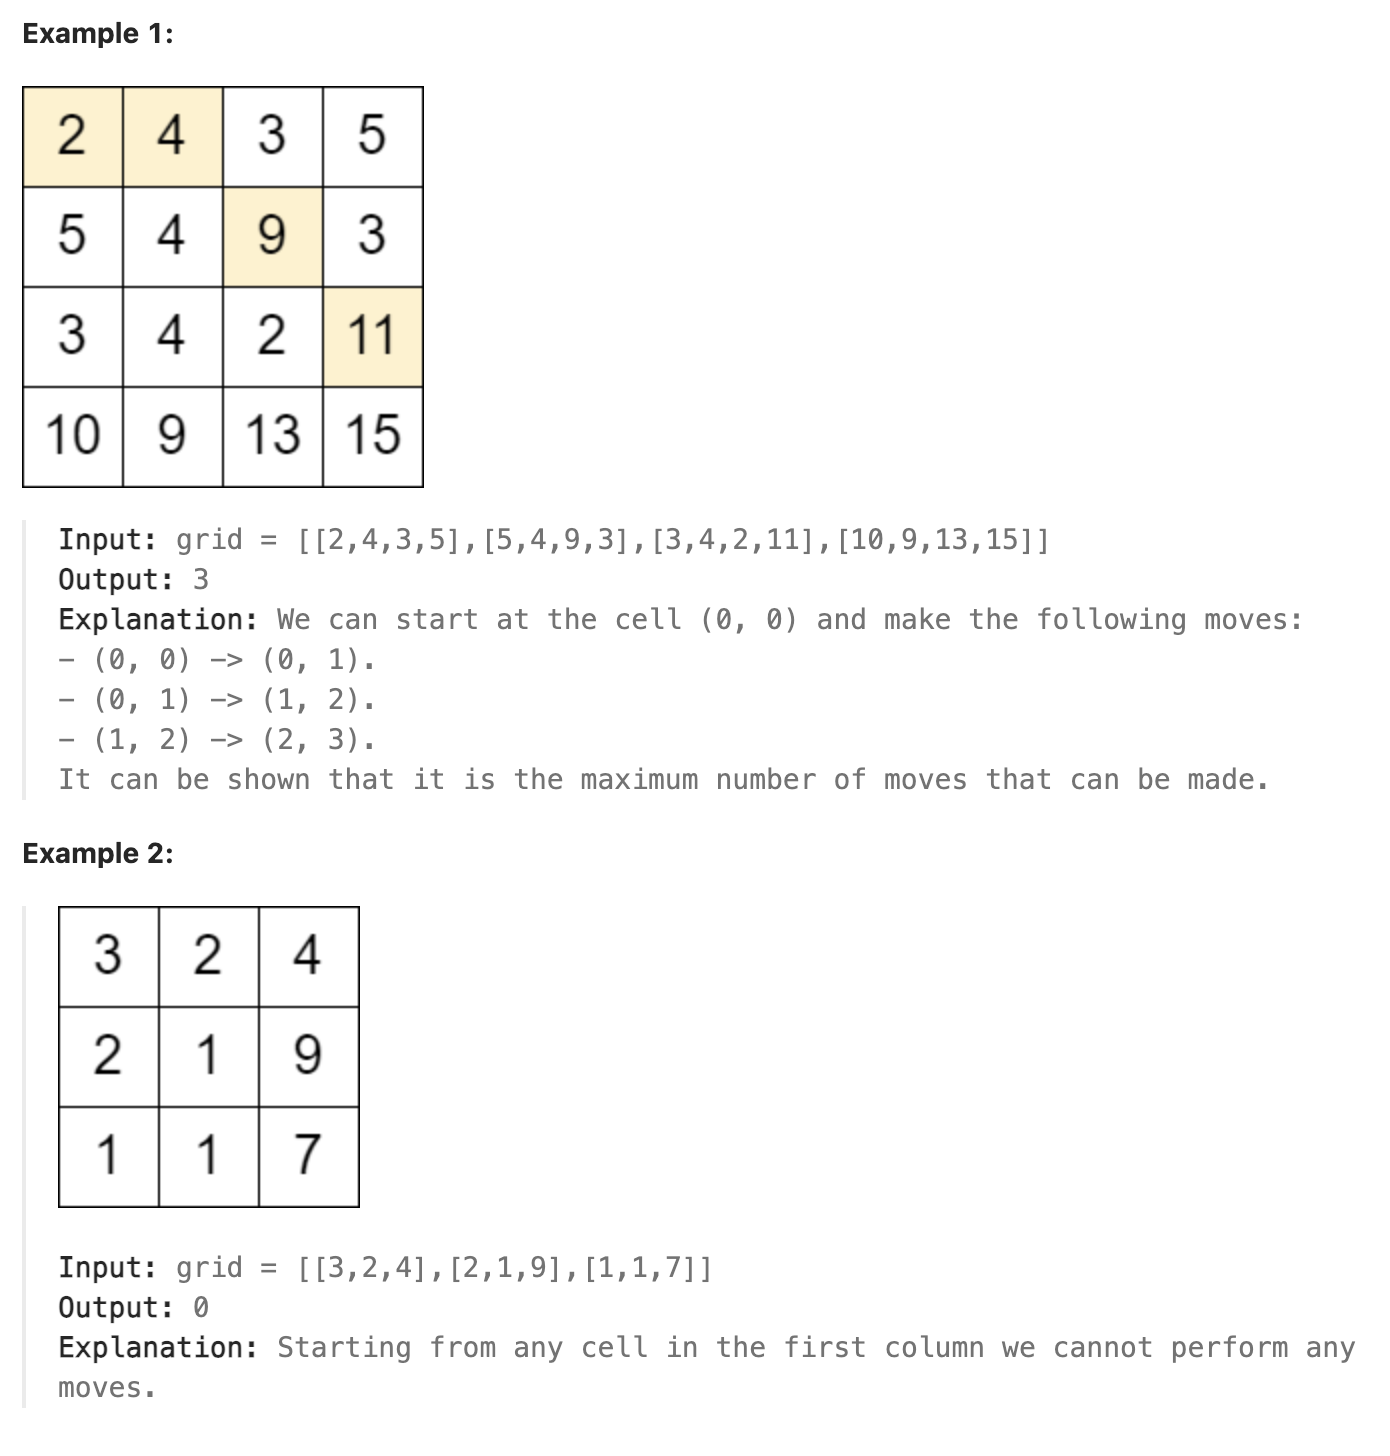 Example 1:
2 4 3 5
5 4 9 3
3 4 2 11
10 9 13 15
Input: grid = [[2,4,3,5],[5,4,9,3],[3,4,2,11],[10,9,13,15]]
Output: 3
Explanation: We can start at the cell (0, 0) and make the following moves:
- (0, 0) -> (0, 1).
- (0, 1) -> (1, 2).
- (1, 2) -> (2, 3).
It can be shown that it is the maximum number of moves that can be made.
Example 2:
3 2 4
2 1 9
1 1 7
Input: grid = [[3,2,4],[2,1,9],[1,1,7]]
Output: 0
Explanation: Starting from any cell in the first column we cannot perform any
moves.